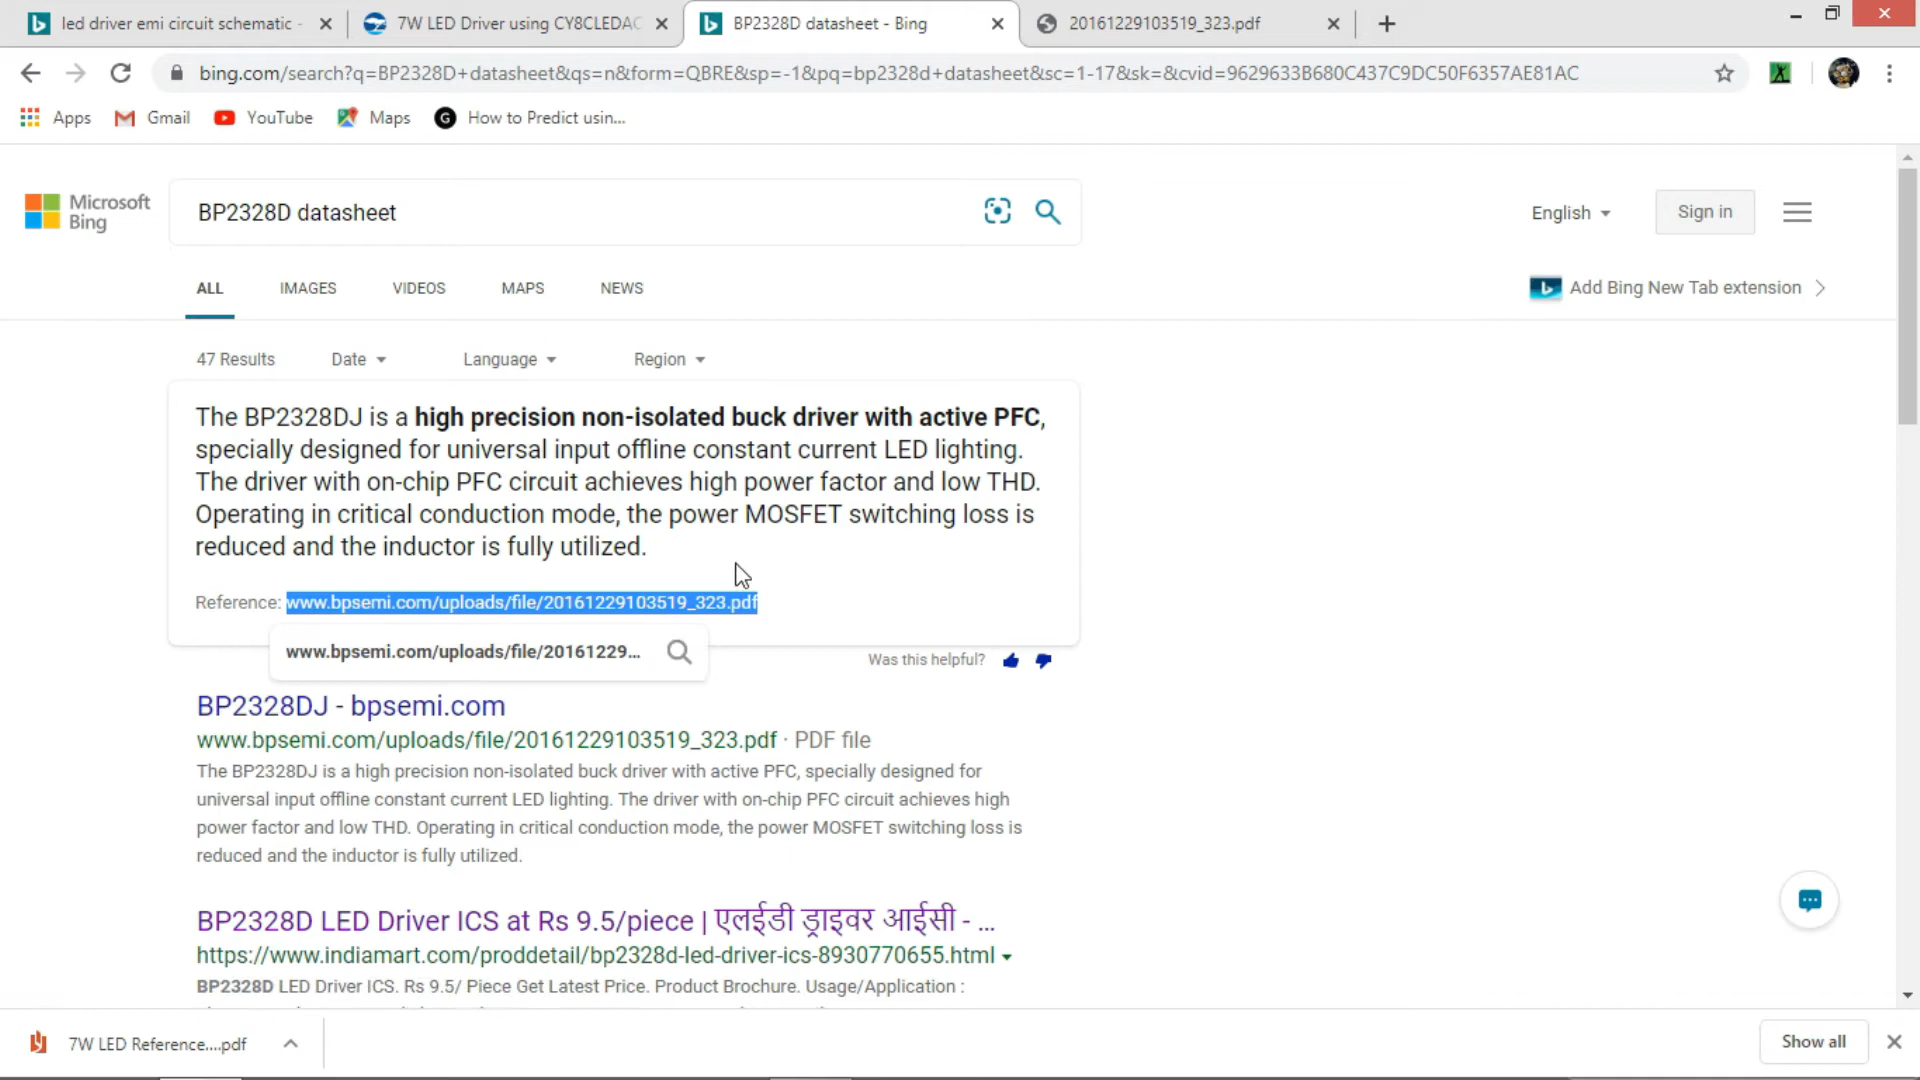 led driver emi circuit schematic -
7W LED Driver using CY8CLEDAC
BP2328D datasheet - Bing
20161229103519_323.pdf
bing.com/search?q=BP2328D+datasheet&qs=n&form=QBRE&sp=-1&pq=bp2328d+datasheet&sc=1-17&sk=&cvid=9629633B680C437C9DC50F6357AE81AC
Apps
Gmail
YouTube
Maps
How to Predict usin...
Microsoft
Bing
BP2328D datasheet
English
Sign in
ALL
IMAGES
VIDEOS
MAPS
NEWS
Add Bing New Tab extension
47 Results
Date
Language
Region
The BP2328DJ is a high precision non-isolated buck driver with active PFC,
specially designed for universal input offline constant current LED lighting.
The driver with on-chip PFC circuit achieves high power factor and low THD.
Operating in critical conduction mode, the power MOSFET switching loss is
reduced and the inductor is fully utilized.
Reference: www.bpsemi.com/uploads/file/20161229103519_323.pdf
www.bpsemi.com/uploads/file/20161229...
Was this helpful?
BP2328DJ - bpsemi.com
www.bpsemi.com/uploads/file/20161229103519_323.pdf · PDF file
The BP2328DJ is a high precision non-isolated buck driver with active PFC, specially designed for
universal input offline constant current LED lighting. The driver with on-chip PFC circuit achieves high
power factor and low THD. Operating in critical conduction mode, the power MOSFET switching loss is
reduced and the inductor is fully utilized.
BP2328D LED Driver ICS at Rs 9.5/piece | एलईडी ड्राइवर आईसी - ...
https://www.indiamart.com/proddetail/bp2328d-led-driver-ics-8930770655.html
BP2328D LED Driver ICS. Rs 9.5/ Piece Get Latest Price. Product Brochure. Usage/Application :
7W LED Reference....pdf
Show all